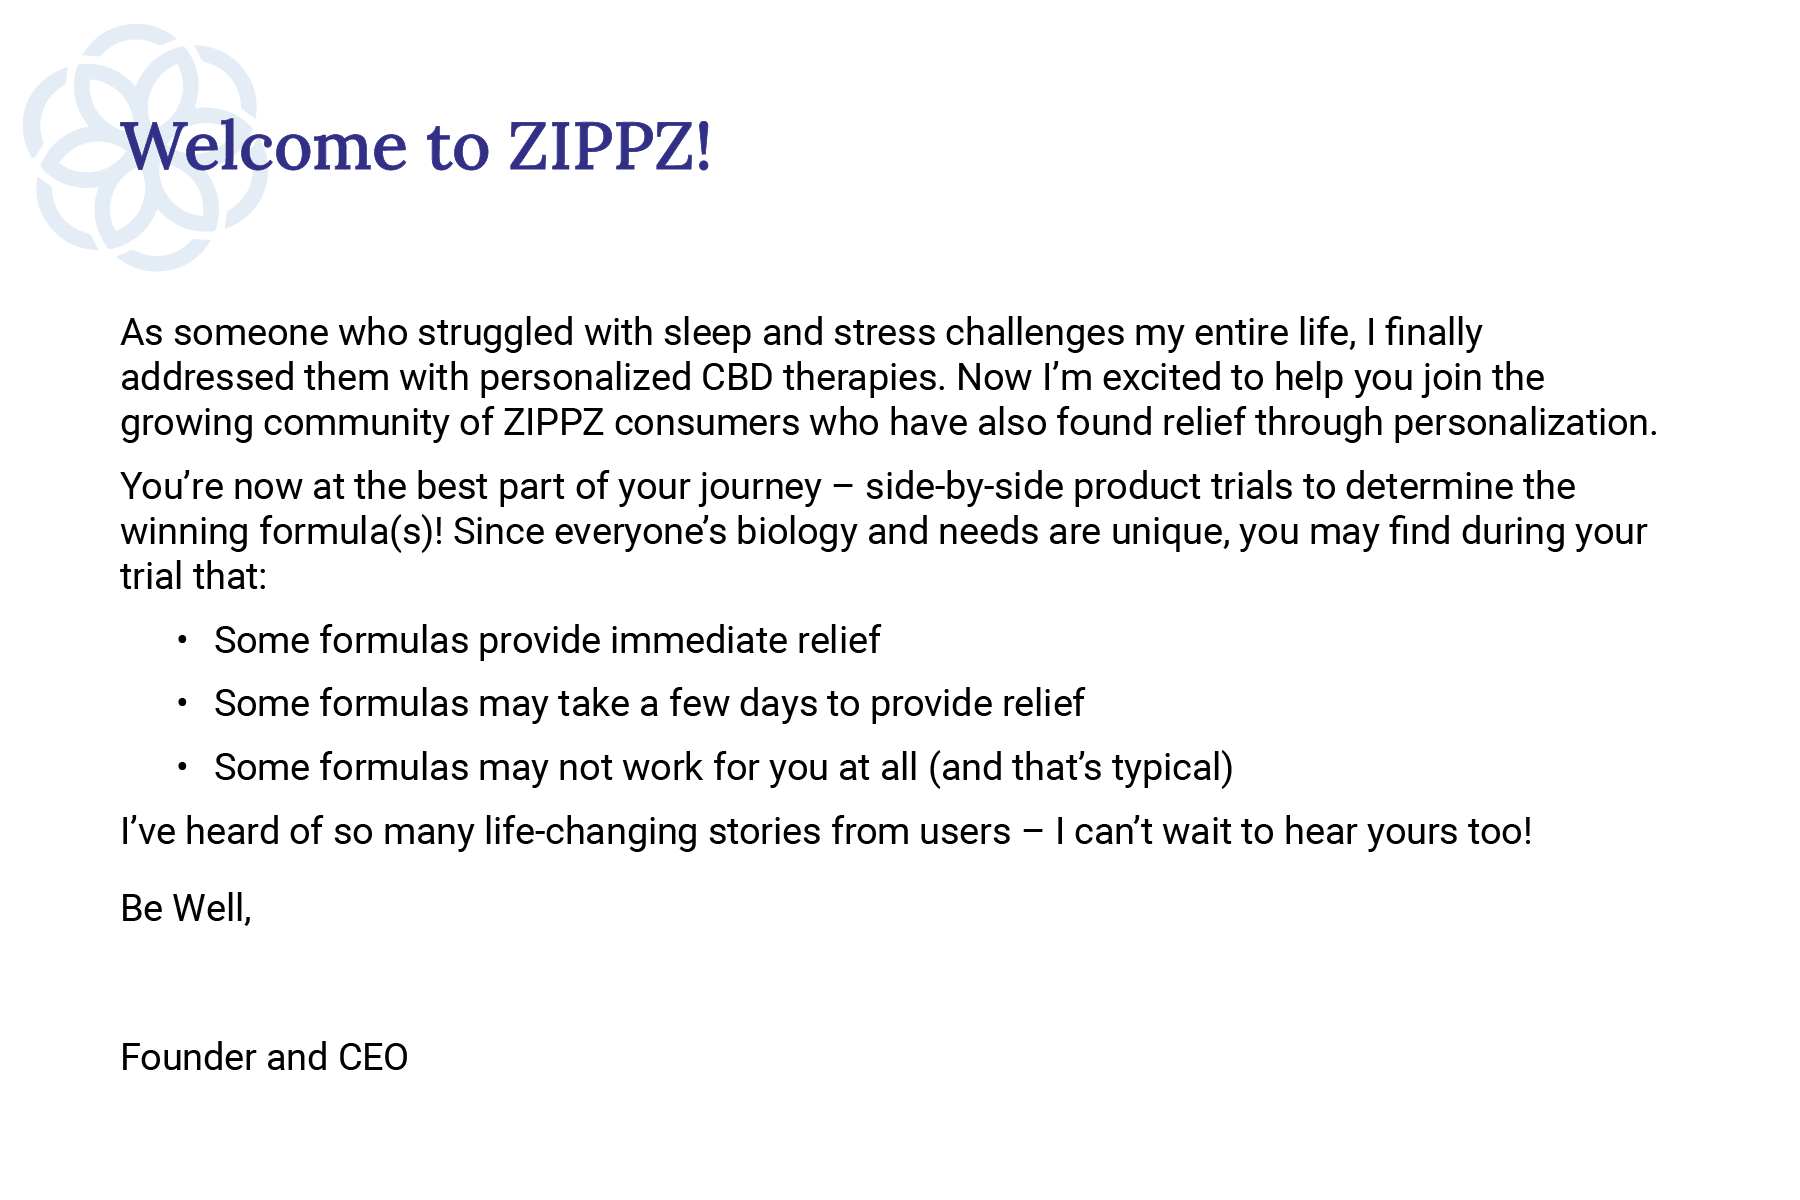 Welcome to ZIPPZ!
As someone who struggled with sleep and stress challenges my entire life, I finally
addressed them with personalized CBD therapies. Now I’m excited to help you join the
growing community of ZIPPZ consumers who have also found relief through personalization.
You’re now at the best part of your journey – side-by-side product trials to determine the
winning formula(s)! Since everyone’s biology and needs are unique, you may find during your
trial that:
• Some formulas provide immediate relief
• Some formulas may take a few days to provide relief
• Some formulas may not work for you at all (and that’s typical)
I’ve heard of so many life-changing stories from users – I can’t wait to hear yours too!
Be Well,
Founder and CEO